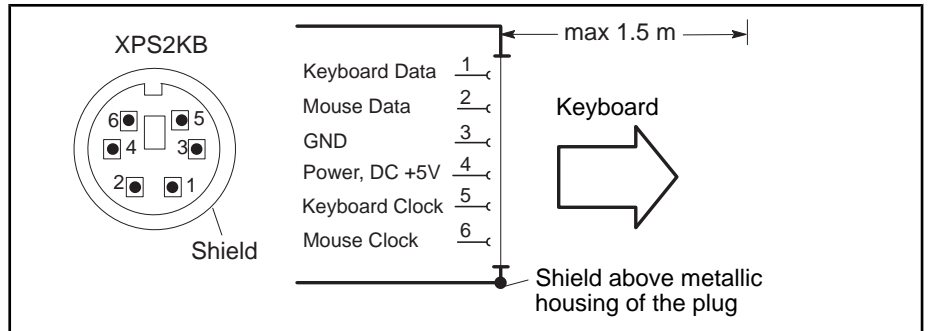 XPS2KB
6
5
4
3
2
1
Shield
max 1.5 m
Keyboard Data 1
Mouse Data 2
GND 3
Power, DC +5V 4
Keyboard Clock 5
Mouse Clock 6
Keyboard
Shield above metallic
housing of the plug